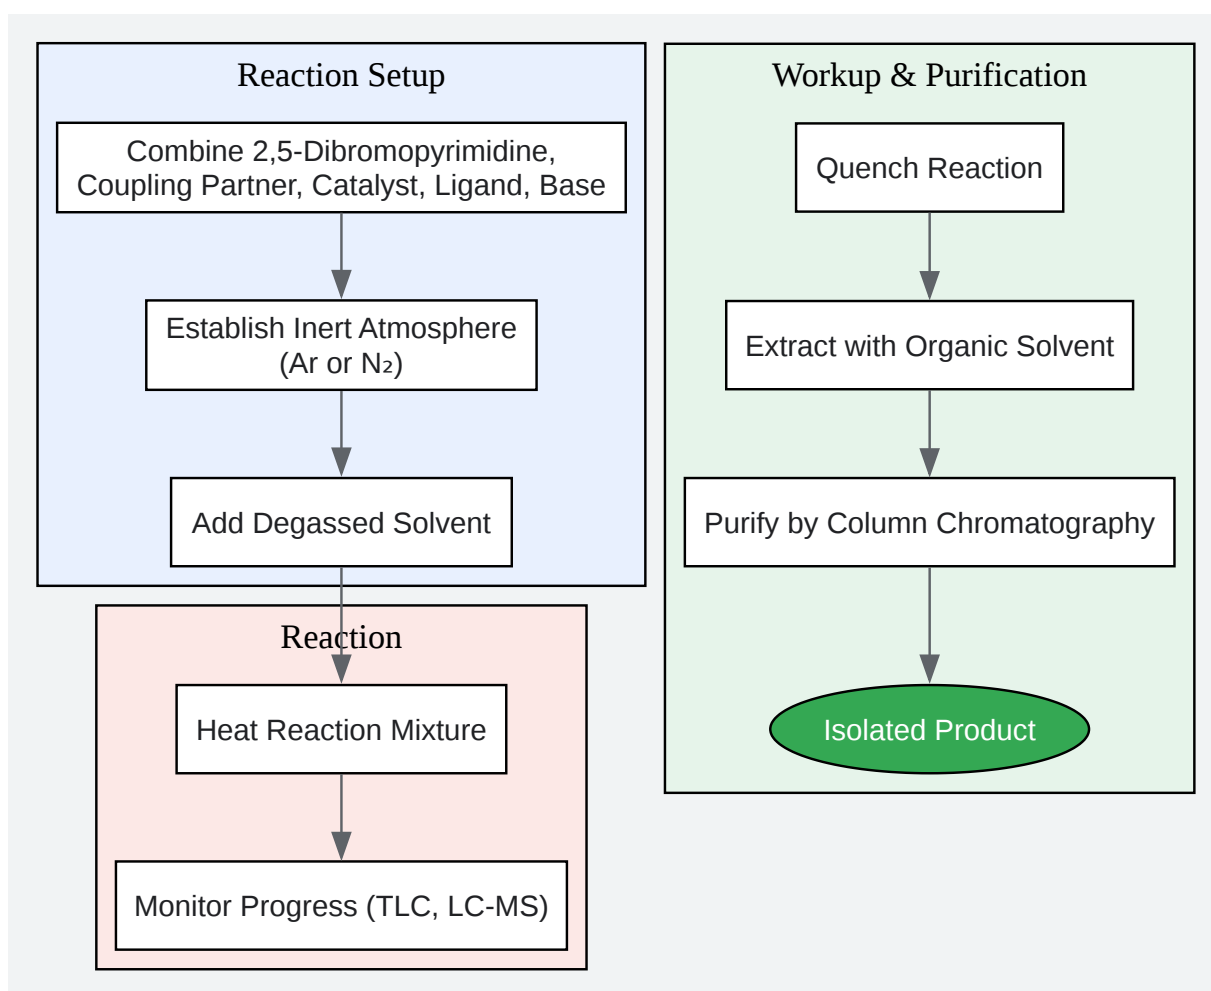 Reaction Setup
Combine 2,5-Dibromopyrimidine,
Coupling Partner, Catalyst, Ligand, Base
Establish Inert Atmosphere
(Ar or N₂)
Add Degassed Solvent
Reaction
Heat Reaction Mixture
Monitor Progress (TLC, LC-MS)
Workup & Purification
Quench Reaction
Extract with Organic Solvent
Purify by Column Chromatography
Isolated Product